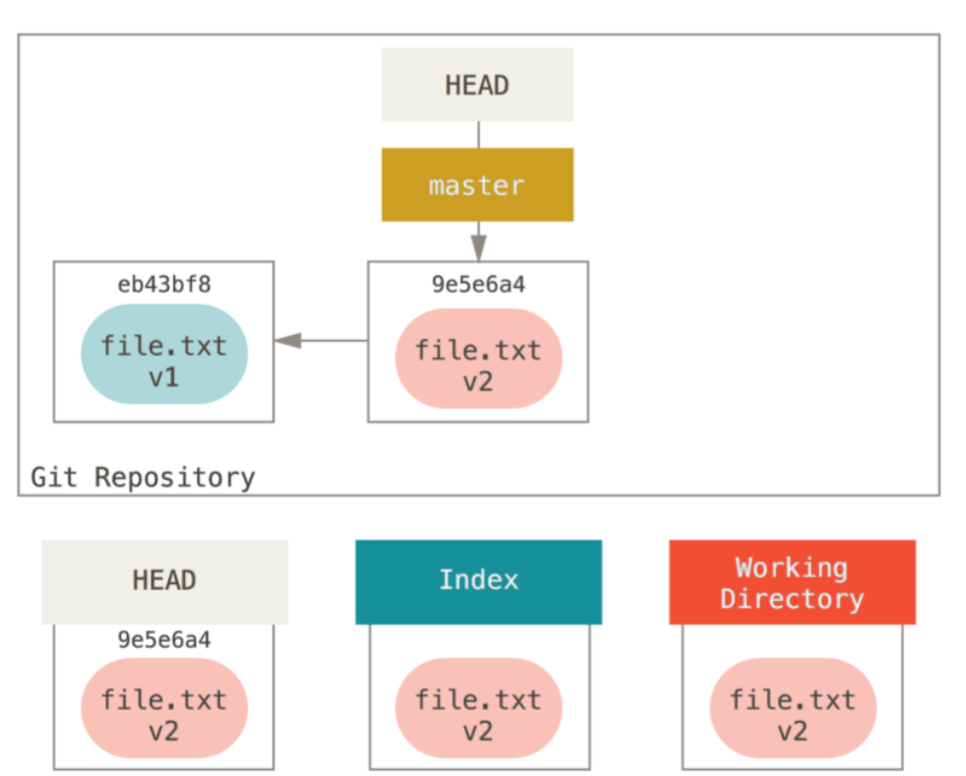 HEAD
master
eb43bf8
file.txt
v1
9e5e6a4
file.txt
v2
Git Repository
HEAD
9e5e6a4
file.txt
v2
Index
file.txt
v2
Working
Directory
file.txt
v2